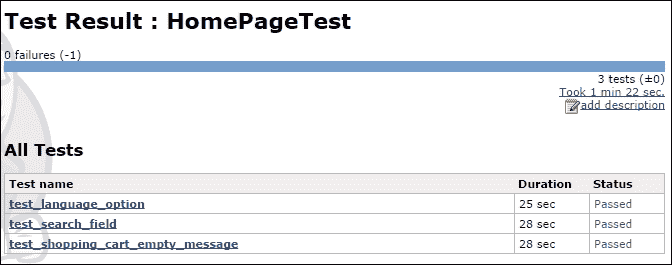 Test Result : HomePageTest
0 failures (-1)
3 tests (±0)
Took 1 min 22 sec.
add description
All Tests
Test name Duration Status
test_language_option 25 sec Passed
test_search_field 28 sec Passed
test_shopping_cart_empty_message 28 sec Passed